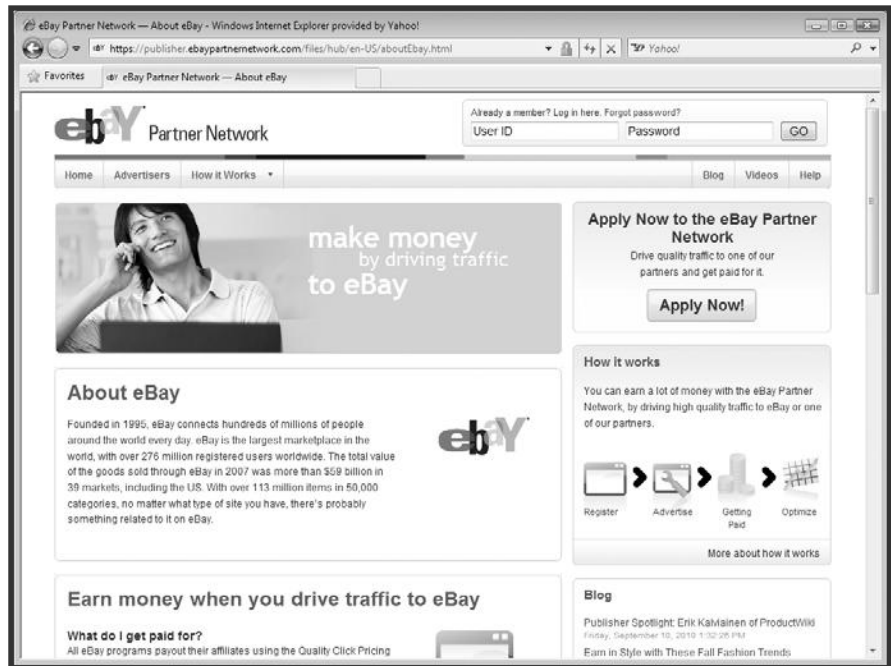 eBay Partner Network — About eBay - Windows Internet Explorer provided by Yahoo!
https://publisher.ebaypartnernetwork.com/files/hub/en-US/aboutEbay.html
Yahoo!
Favorites
eBay Partner Network — About eBay
ebay Partner Network
Already a member? Log in here. Forgot password?
User ID Password GO
Home Advertisers How it Works Blog Videos Help
make money
by driving traffic
to eBay
Apply Now to the eBay Partner
Network
Drive quality traffic to one of our
partners and get paid for it.
Apply Now!
About eBay
Founded in 1995, eBay connects hundreds of millions of people
around the world every day. eBay is the largest marketplace in the
world, with over 276 million registered users worldwide. The total value
of the goods sold through eBay in 2007 was more than $59 billion in
39 markets, including the US. With over 113 million items in 50,000
categories, no matter what type of site you have, there's probably
something related to it on eBay.
ebay
How it works
You can earn a lot of money with the eBay Partner
Network, by driving high quality traffic to eBay or one
of our partners.
Register Advertise Getting Paid Optimize
More about how it works
Earn money when you drive traffic to eBay
What do I get paid for?
All eBay programs payout their affiliates using the Quality Click Pricing
Blog
Publisher Spotlight: Erik Kalviainen of ProductWiki
Friday, September 10, 2010 1:32:26 PM
Earn in Style with These Fall Fashion Trends